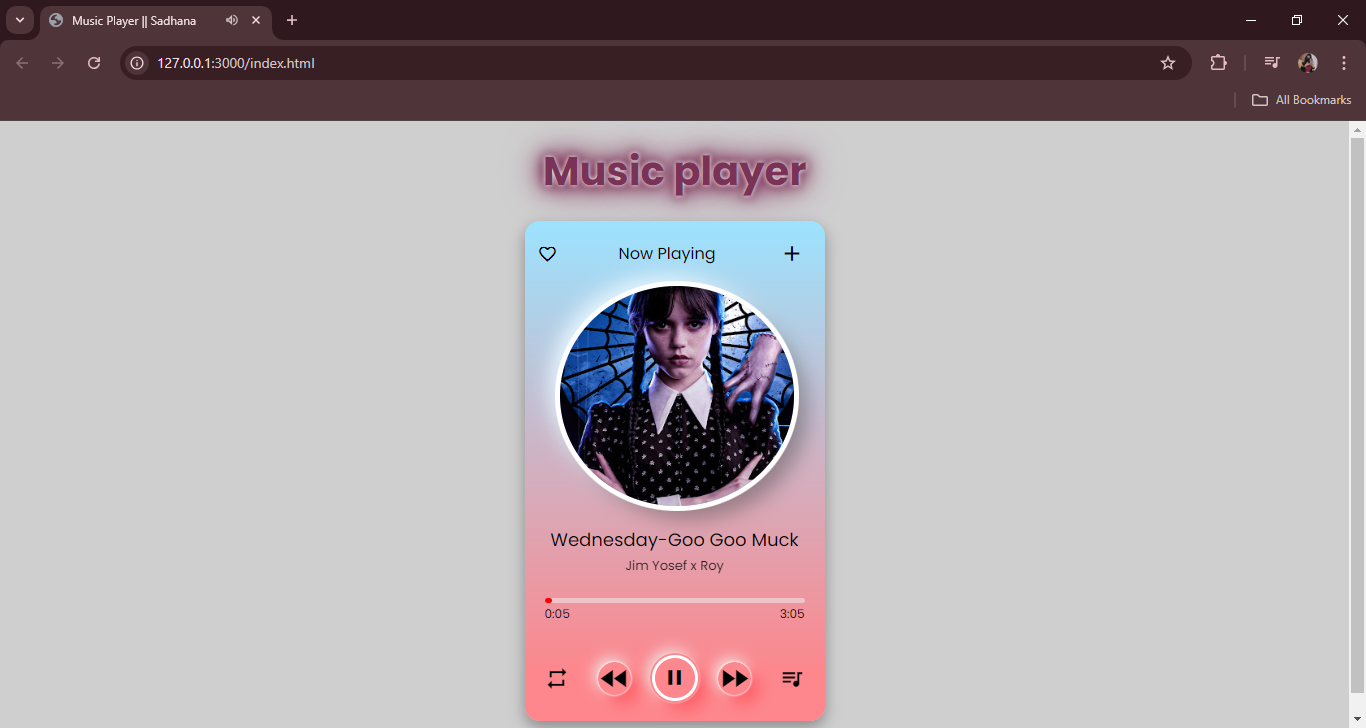 Music Player || Sadhana
127.0.0.1:3000/index.html
All Bookmarks
Music player
Now Playing
Wednesday-Goo Goo Muck
Jim Yosef x Roy
0:05 3:05